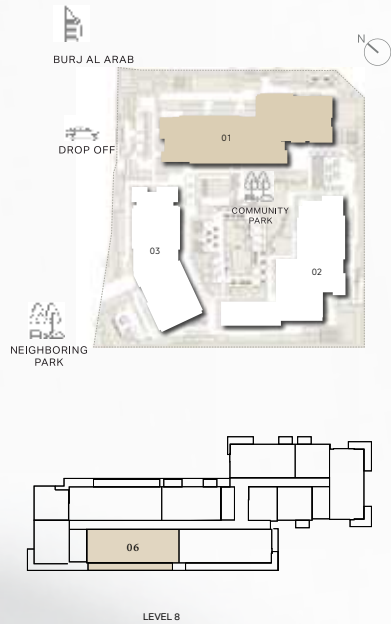 N
BURJ AL ARAB
DROP OFF
01
COMMUNITY
PARK
03
02
NEIGHBORING
PARK
06
LEVEL 8